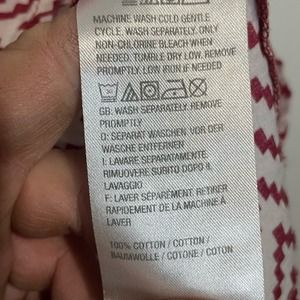 MACHINE WASH COLD GENTLE
CYCLE. WASH SEPARATELY. ONLY
NON-CHLORINE BLEACH WHEN
NEEDED. TUMBLE DRY LOW. REMOVE
PROMPTLY. LOW IRON IF NEEDED.
GB: WASH SEPARATELY. REMOVE
PROMPTLY
D: SEPARAT WASCHEN. VOR DER
WÄSCHE ENTFERNEN
I: LAVARE SEPARATAMENTE.
RIMUOVERE SUBITO DOPO IL
LAVAGGIO
F: LAVER SÉPARÉMENT RETIRER
RAPIDEMENT DE LA MACHINE À
LAVER
100% COTTON / COTTON /
BAUMWOLLE / COTONE / COTON